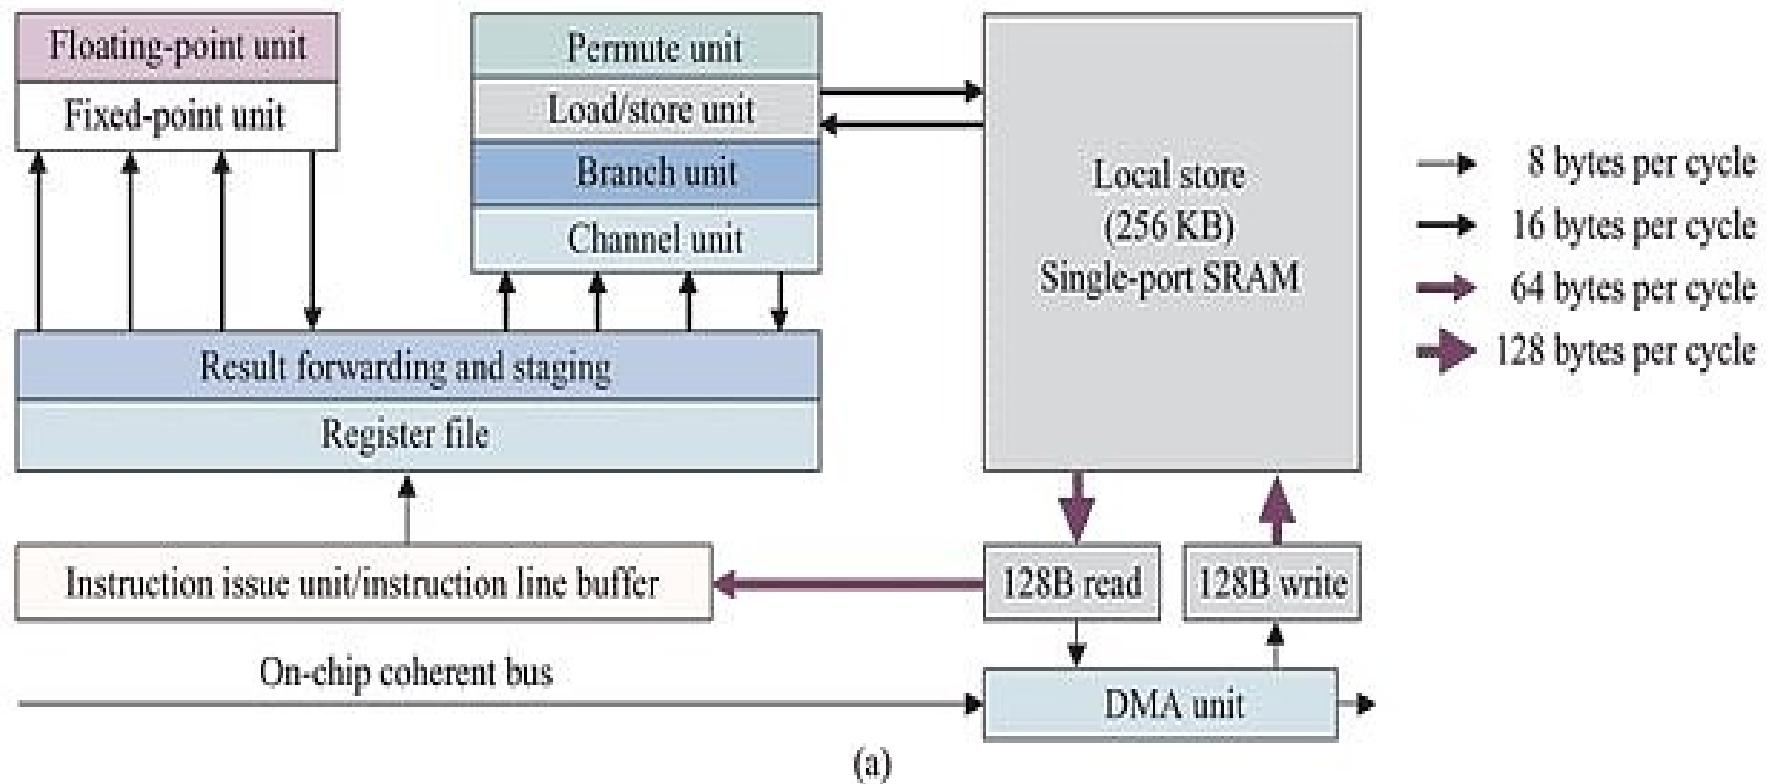 Floating-point unit
Fixed-point unit
Permute unit
Load/store unit
Branch unit
Channel unit
Local store
(256 KB)
Single-port SRAM
8 bytes per cycle
16 bytes per cycle
64 bytes per cycle
128 bytes per cycle
Result forwarding and staging
Register file
Instruction issue unit/instruction line buffer
128B read
128B write
On-chip coherent bus
DMA unit
(a)